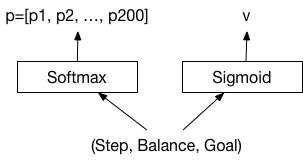 p=[p1, p2, ..., p200]
v
Softmax
Sigmoid
(Step, Balance, Goal)